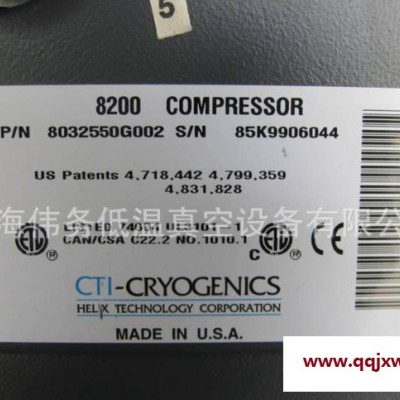 5
8200 COMPRESSOR
P/N 8032550G002 S/N 85K9906044
US Patents 4,718,442 4,799,359
4,831,828
海伟务低温真空设备有限公
CAN/CSA C22.2 NO.1010.1
C
CTI-CRYOGENICS
HELIX TECHNOLOGY CORPORATION
MADE IN U.S.A.
www.qqjxw